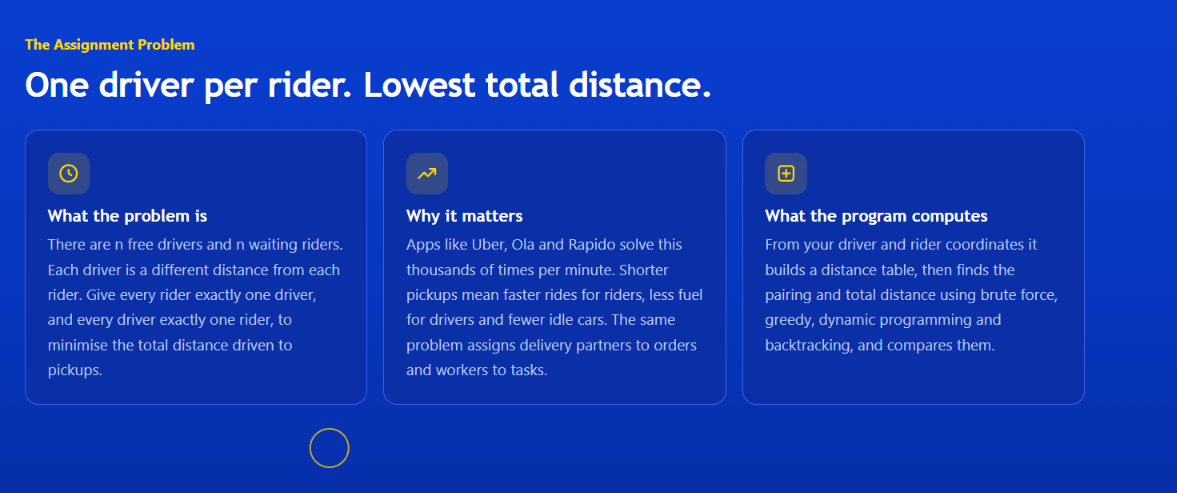 The Assignment Problem
One driver per rider. Lowest total distance.
What the problem is
There are n free drivers and n waiting riders.
Each driver is a different distance from each
rider. Give every rider exactly one driver,
and every driver exactly one rider, to
minimise the total distance driven to
pickups.
Why it matters
Apps like Uber, Ola and Rapido solve this
thousands of times per minute. Shorter
pickups mean faster rides for riders, less fuel
for drivers and fewer idle cars. The same
problem assigns delivery partners to orders
and workers to tasks.
What the program computes
From your driver and rider coordinates it
builds a distance table, then finds the
pairing and total distance using brute force,
greedy, dynamic programming and
backtracking, and compares them.